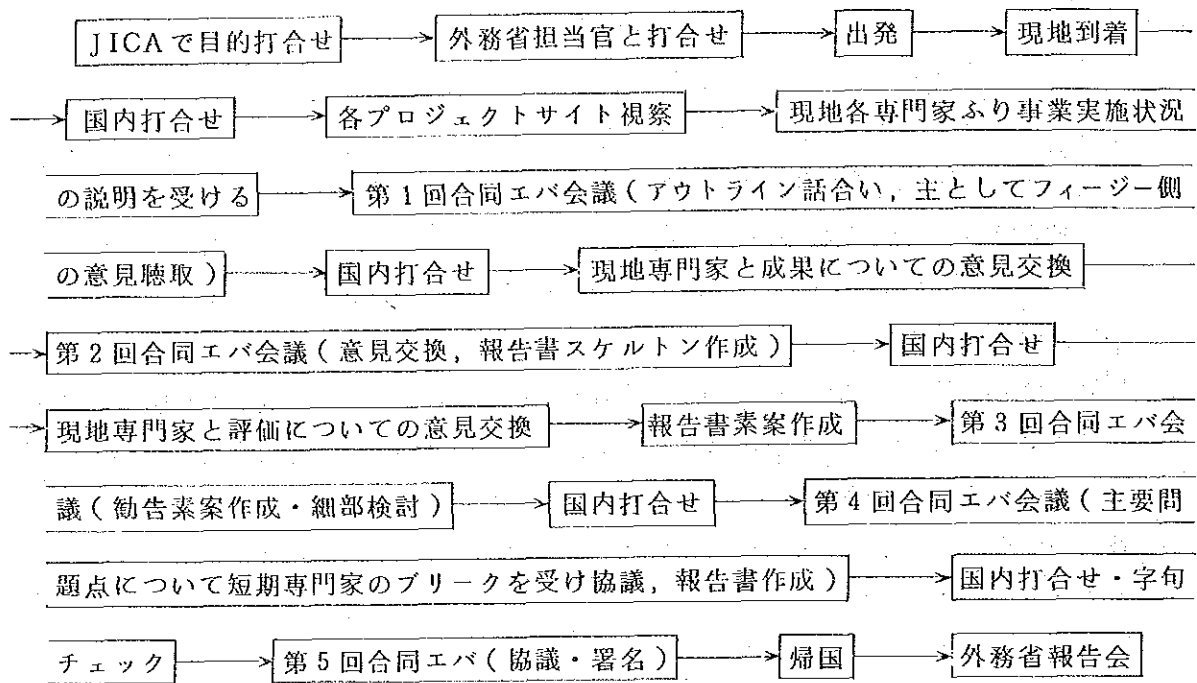 JICAで目的打合せ → 外務省担当官と打合せ → 出発 → 現地到着
→ 国内打合せ → 各プロジェクトサイト視察 → 現地各専門家ふり事業実施状況
の説明を受ける → 第1回合同エバ会議(アウトライン話合い,主としてフィージー側
の意見聴取) → 国内打合せ → 現地専門家と成果についての意見交換
→ 第2回合同エバ会議(意見交換,報告書スケルトン作成) → 国内打合せ
→ 現地専門家と評価についての意見交換 → 報告書素案作成 → 第3回合同エバ会
議(勧告素案作成・細部検討) → 国内打合せ → 第4回合同エバ会議(主要問
題点について短期専門家のブリークを受け協議,報告書作成) → 国内打合せ・字句
チェック → 第5回合同エバ(協議・署名) → 帰国 → 外務省報告会